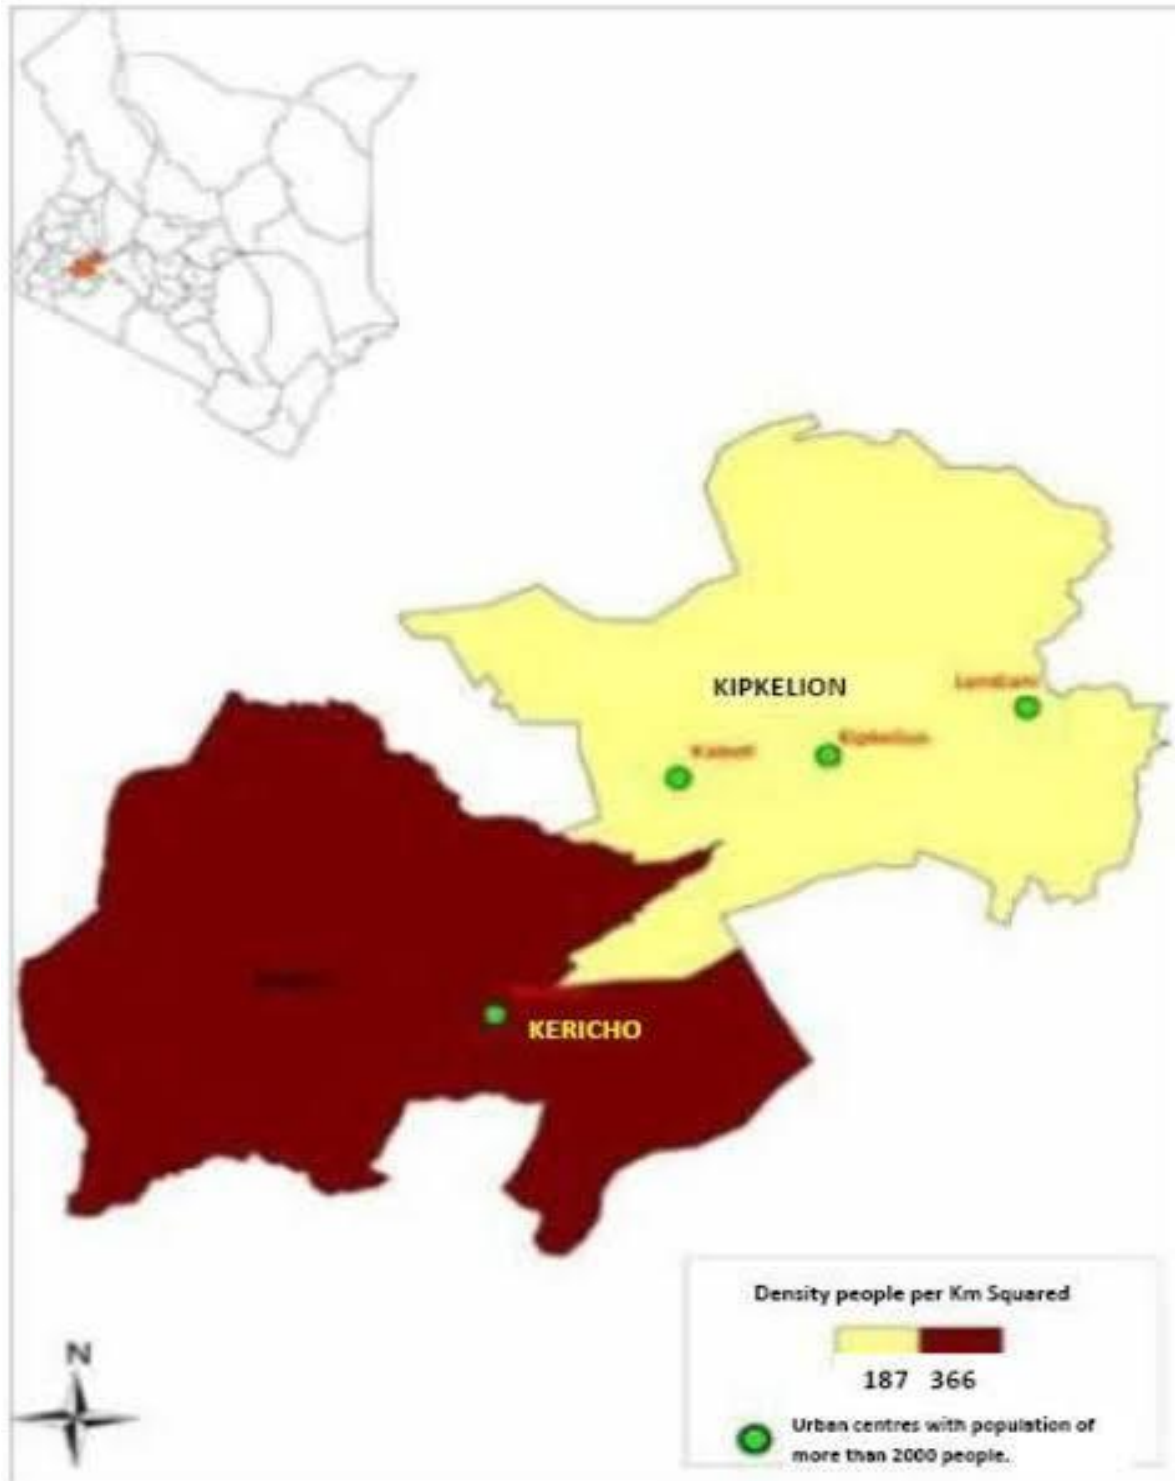 KIPKELION
Londiani
Kipkelion
KERICHO
Density people per Km Squared
187 366
N
Urban centres with population of
more than 2000 people.